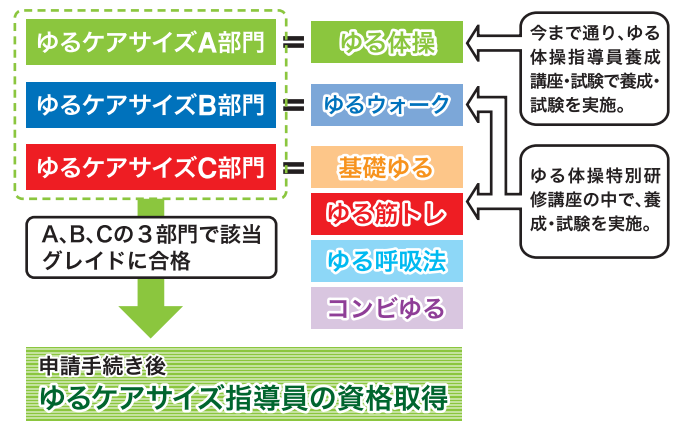 ゆるケアサイズA部門
=
ゆる体操
今まで通り、ゆる
体操指導員養成
講座・試験で養成・
試験を実施。
ゆるケアサイズB部門
=
ゆるウォーク
ゆるケアサイズC部門
=
基礎ゆる
ゆる体操特別研
修講座の中で、養
成・試験を実施。
ゆる筋トレ
A、B、Cの3部門で該当
グレイドに合格
ゆる呼吸法
コンビゆる
申請手続き後
ゆるケアサイズ指導員の資格取得